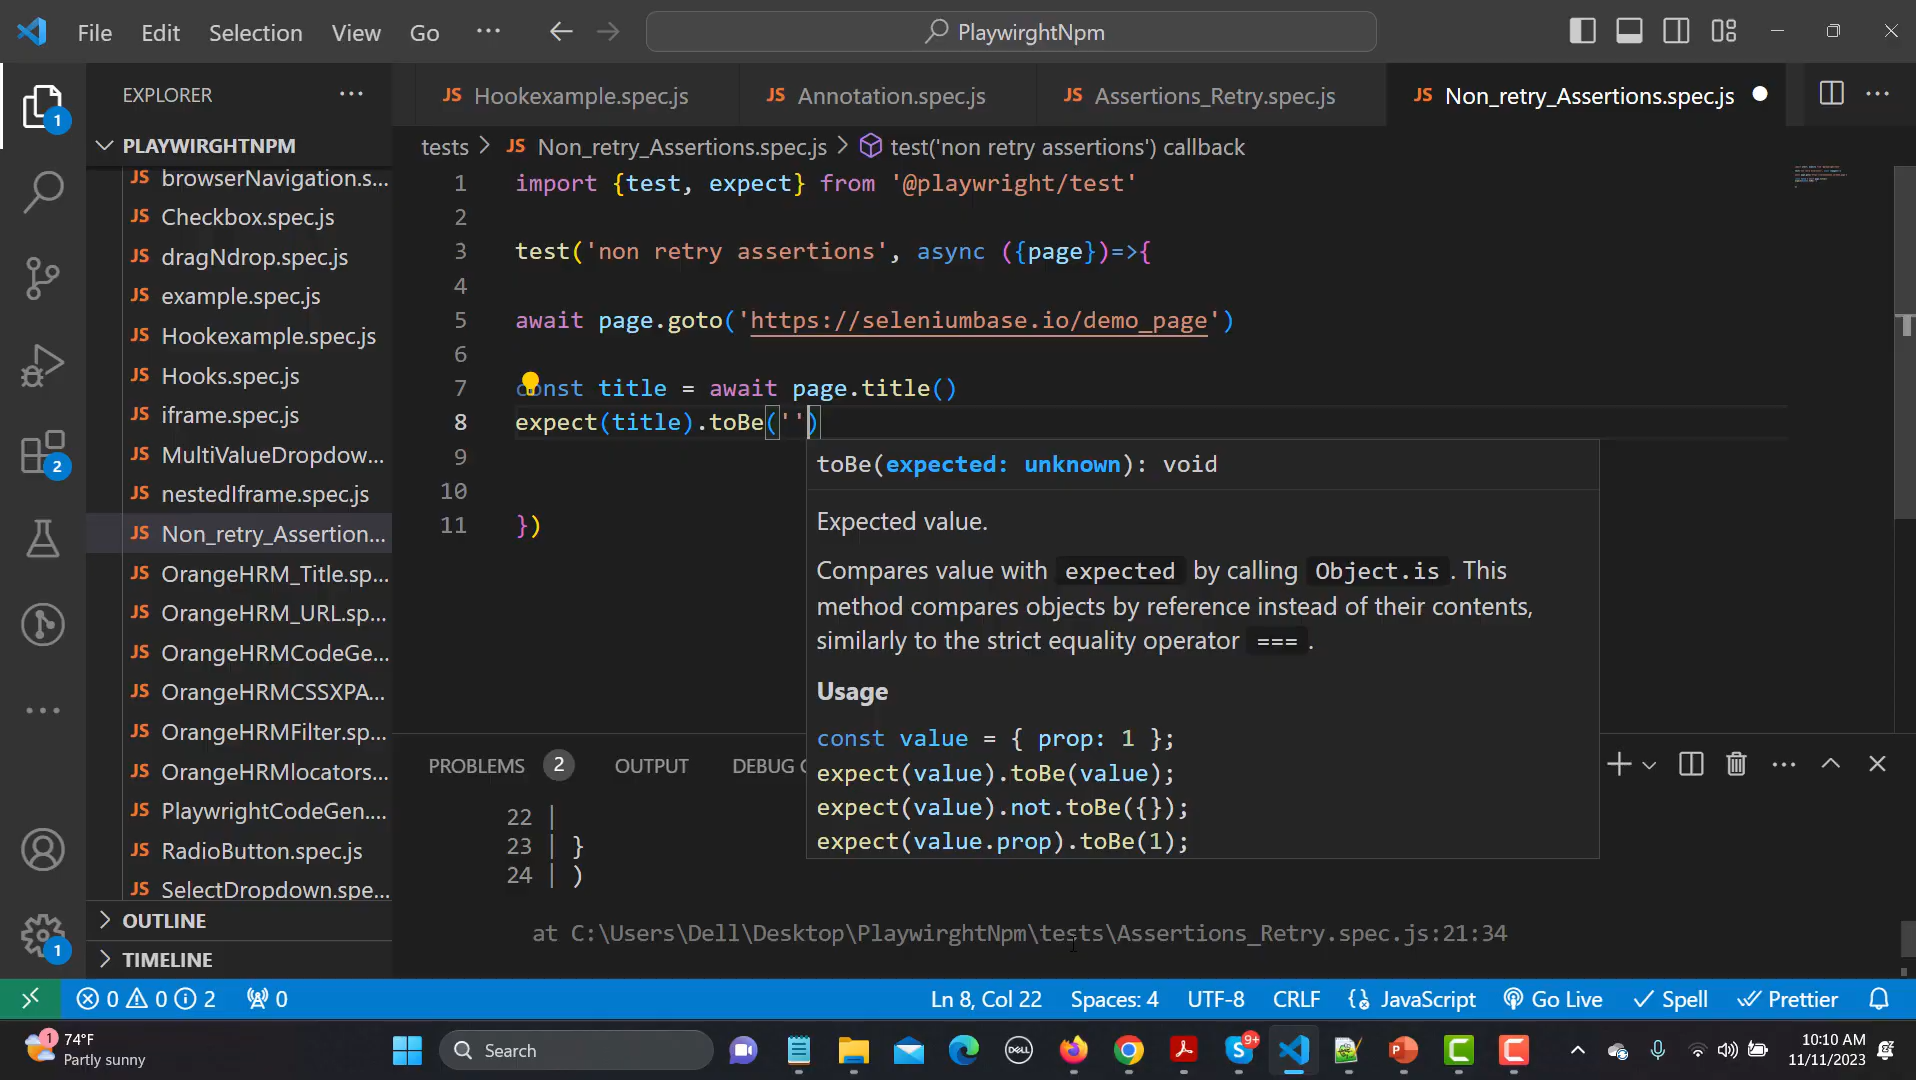 File Edit Selection View Go ··· PlaywirghtNpm
EXPLORER ···
JS Hookexample.spec.js JS Annotation.spec.js JS Assertions_Retry.spec.js JS Non_retry_Assertions.spec.js ···
PLAYWIRGHTNPM
tests > JS Non_retry_Assertions.spec.js > test('non retry assertions') callback
JS browserNavigation.s...
JS Checkbox.spec.js
JS dragNdrop.spec.js
JS example.spec.js
JS Hookexample.spec.js
JS Hooks.spec.js
JS iframe.spec.js
JS MultiValueDropdow...
JS nestedIframe.spec.js
JS Non_retry_Assertion...
JS OrangeHRM_Title.sp...
JS OrangeHRM_URL.sp...
JS OrangeHRMCodeGe...
JS OrangeHRMCSSXPA...
JS OrangeHRMFilter.sp...
JS OrangeHRMlocators...
JS PlaywrightCodeGen....
JS RadioButton.spec.js
JS SelectDropdown.spe...
OUTLINE
TIMELINE
1
2
1
1 import {test, expect} from '@playwright/test'
2
3 test('non retry assertions', async ({page})=>{
4
5 await page.goto('https://seleniumbase.io/demo_page')
6
7 const title = await page.title()
8 expect(title).toBe('')
9
10
11 })
toBe(expected: unknown): void
Expected value.
Compares value with expected by calling Object.is. This
method compares objects by reference instead of their contents,
similarly to the strict equality operator ===.
Usage
const value = { prop: 1 };
expect(value).toBe(value);
expect(value).not.toBe({});
expect(value.prop).toBe(1);
PROBLEMS 2 OUTPUT DEBUG C
22 |
23 | }
24 | )
at C:\Users\Dell\Desktop\PlaywirghtNpm\tests\Assertions_Retry.spec.js:21:34
0 0 2 0 Ln 8, Col 22 Spaces: 4 UTF-8 CRLF JavaScript Go Live Spell Prettier
1 74°F
Partly sunny
Search
DELL
9+
10:10 AM
11/11/2023